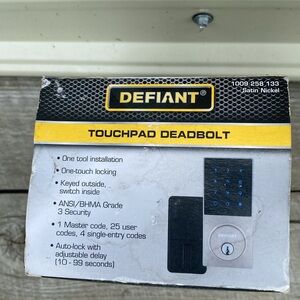 1009 258 133
Satin Nickel
DEFIANT®
TOUCHPAD DEADBOLT
• One tool installation
• One-touch locking
• Keyed outside,
switch inside
• ANSI/BHMA Grade
3 Security
• 1 Master code, 25 user
codes, 4 single-entry codes
• Auto-lock with
adjustable delay
(10 - 99 seconds)